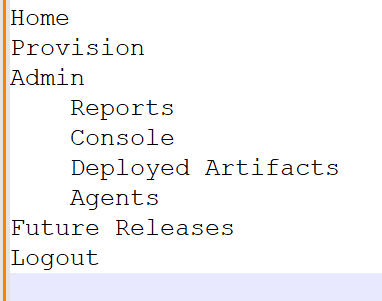 Home
Provision
Admin
    Reports
    Console
    Deployed Artifacts
    Agents
Future Releases
Logout